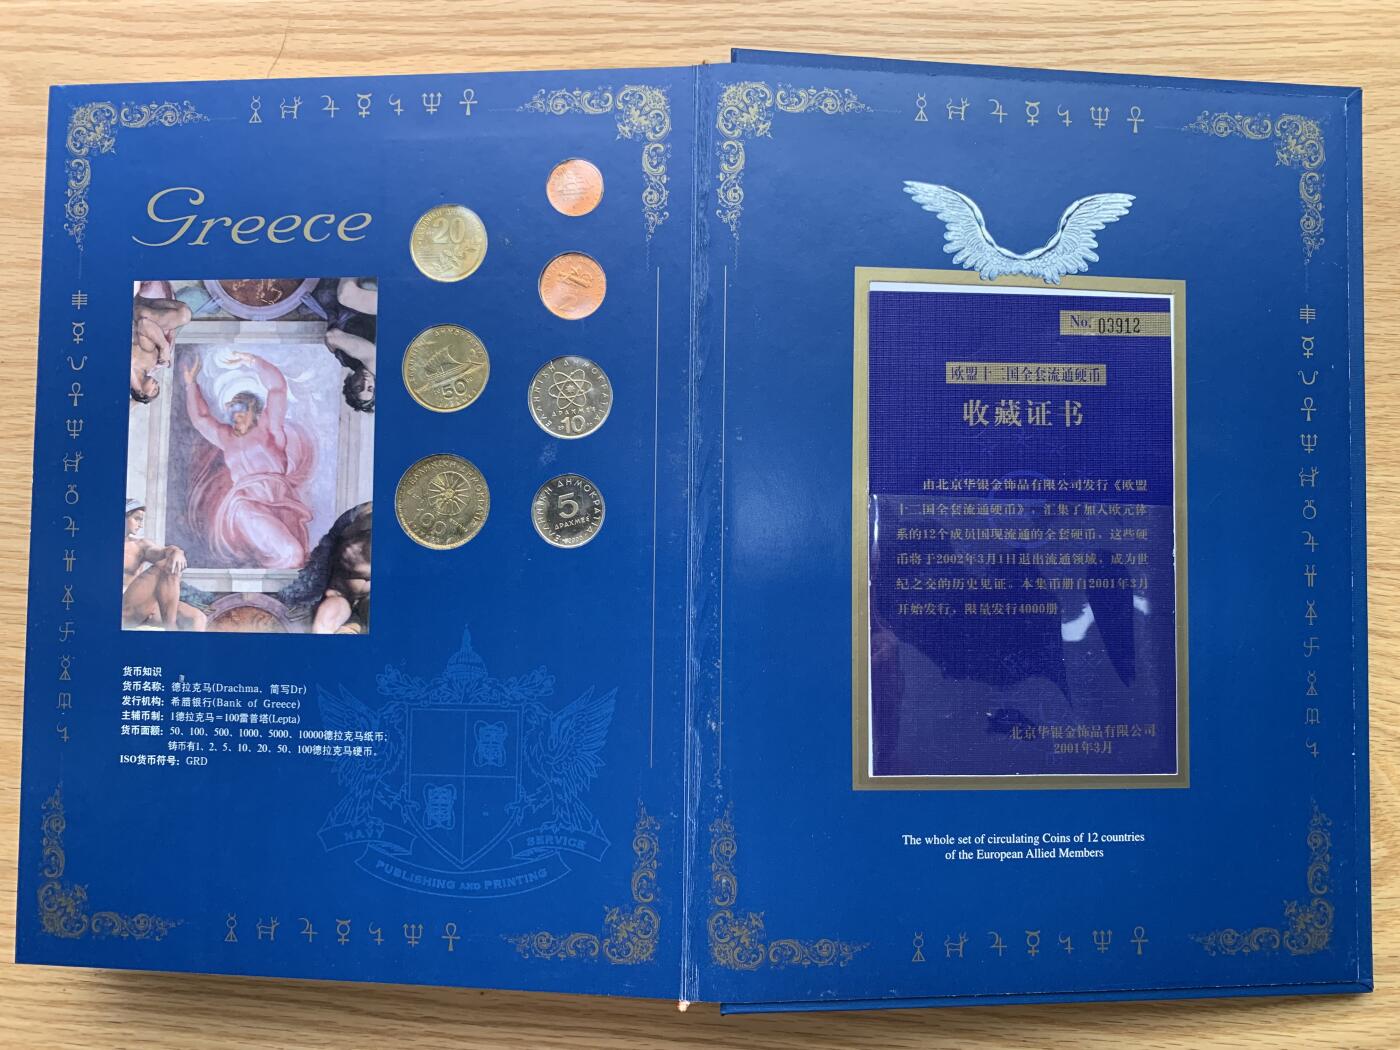 Greece
20
50
ΔΡΑΧΜΕΣ
100
ΕΛΛΗΝΙΚΗ ΔΗΜΟΚΡΑΤΙΑ
ΔΡΑΧΜΕΣ
10
ΕΛΛΗΝΙΚΗ ΔΗΜΟΚΡΑΤΙΑ
5
ΔΡΑΧΜΕΣ
2000
货币知识
货币名称：德拉克马(Drachma、简写Dr)
发行机构：希腊银行(Bank of Greece)
主辅币制：1德拉克马＝100雷普塔(Lepta)
货币面额：50、100、500、1000、5000、10000德拉克马纸币；
铸币有1、2、5、10、20、50、100德拉克马硬币。
ISO货币符号：GRD
NAVY SERVICE
PUBLISHING AND PRINTING
No. 03912
欧盟十二国全套流通硬币
收藏证书
由北京华银金饰品有限公司发行《欧盟
十二国全套流通硬币》，汇集了加入欧元体
系的12个成员国现流通的全套硬币，这些硬
币将于2002年3月1日退出流通领域，成为世
纪之交的历史见证。本集币册自2001年3月
开始发行，限量发行4000册。
北京华银金饰品有限公司
2001年3月
The whole set of circulating Coins of 12 countries
of the European Allied Members